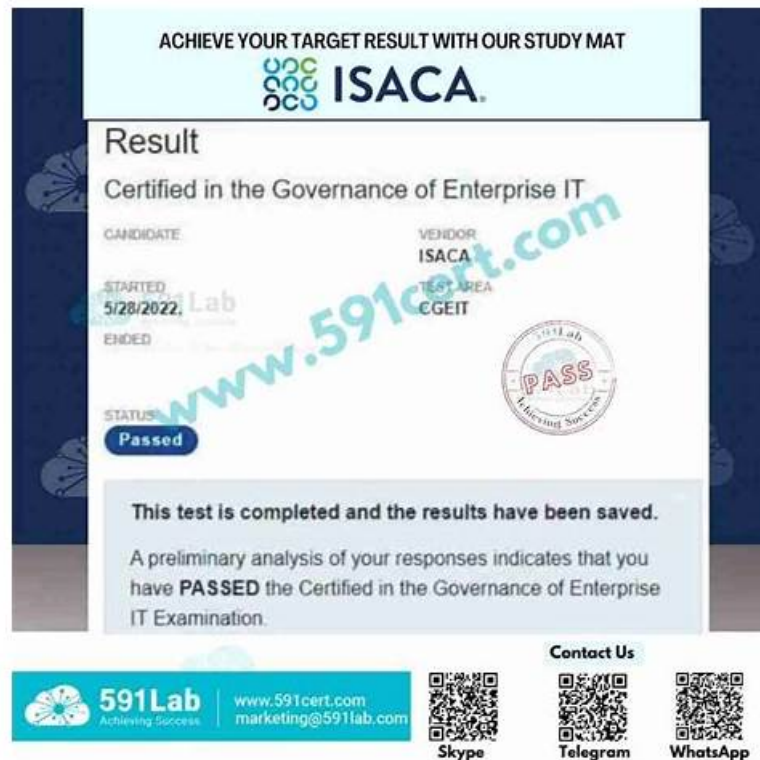 ACHIEVE YOUR TARGET RESULT WITH OUR STUDY MAT
ISACA.
Result
Certified in the Governance of Enterprise IT
CANDIDATE
VENDOR
ISACA
STARTED
5/28/2022,
TEST AREA
CGEIT
ENDED
www.591cert.com
591Lab
591Lab
PASS
Achieving Success
STATUS
Passed
This test is completed and the results have been saved.
A preliminary analysis of your responses indicates that you
have PASSED the Certified in the Governance of Enterprise
IT Examination.
Contact Us
591Lab
Achieving Success
www.591cert.com
marketing@591lab.com
Skype
Telegram
WhatsApp